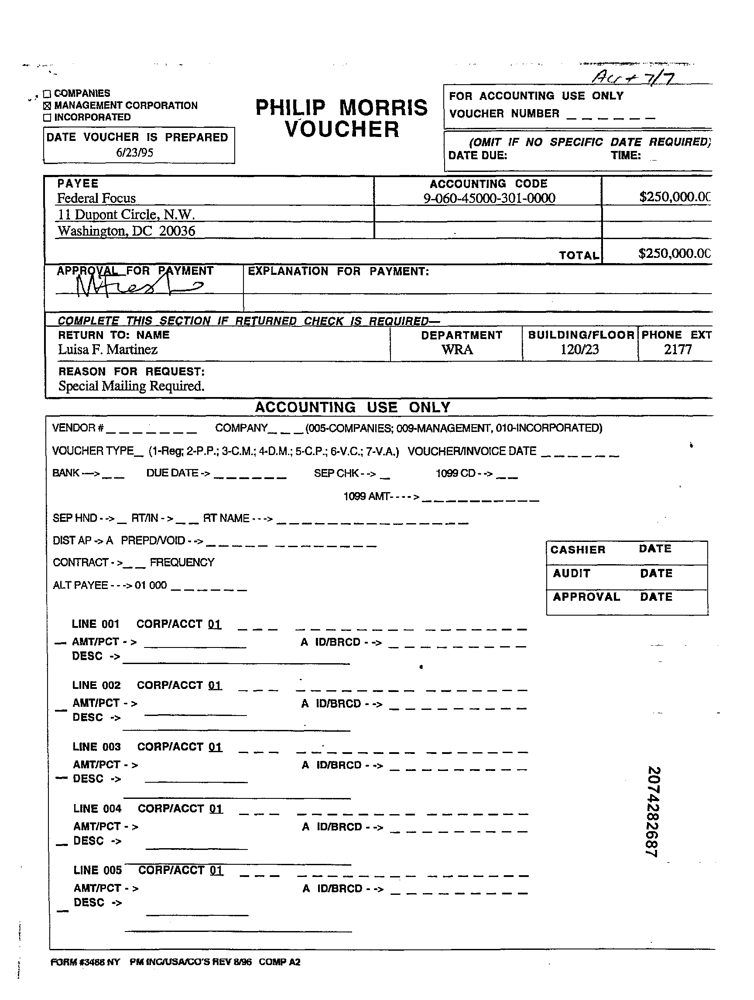 ☐ COMPANIES
☒ MANAGEMENT CORPORATION
☐ INCORPORATED
PHILIP MORRIS
VOUCHER
FOR ACCOUNTING USE ONLY
VOUCHER NUMBER _ _ _ _ _ _
DATE VOUCHER IS PREPARED
6/23/95
(OMIT IF NO SPECIFIC DATE REQUIRED)
DATE DUE: TIME: _
PAYEE ACCOUNTING CODE
Federal Focus 9-060-45000-301-0000 $250,000.00
11 Dupont Circle, N.W.
Washington, DC 20036
TOTAL $250,000.00
APPROVAL FOR PAYMENT EXPLANATION FOR PAYMENT:
COMPLETE THIS SECTION IF RETURNED CHECK IS REQUIRED—
RETURN TO: NAME DEPARTMENT BUILDING/FLOOR PHONE EXT
Luisa F. Martinez WRA 120/23 2177
REASON FOR REQUEST:
Special Mailing Required.
ACCOUNTING USE ONLY
VENDOR # _ _ _ _ _ _ _ COMPANY_ _ _ (005-COMPANIES; 009-MANAGEMENT, 010-INCORPORATED)
VOUCHER TYPE_ (1-Reg; 2-P.P.; 3-C.M.; 4-D.M.; 5-C.P.; 6-V.C.; 7-V.A.) VOUCHER/INVOICE DATE _ _ _ _ _ _
BANK --->_ _ DUE DATE -> _ _ _ _ _ _ SEP CHK - -> _ 1099 CD - -> _ _
1099 AMT- - - -> _ _ _ _ _ _ _ _ _ _
SEP HND - -> _ RT/IN - > _ _ RT NAME - - -> _ _ _ _ _ _ _ _ _ _ _ _ _ _ _ _
DIST AP -> A PREPD/VOID - -> _ _ _ _ _ _ _ _ _ _ _ _
CONTRACT - >_ _ FREQUENCY
ALT PAYEE - - -> 01 000 _ _ _ _ _ _
CASHIER DATE
AUDIT DATE
APPROVAL DATE
LINE 001 CORP/ACCT 01 _ _ _ _ _ _ _ _ _ _ _ _ _ _ _ _ _
_ AMT/PCT - > ____________ A ID/BRCD - -> _ _ _ _ _ _ _ _ _
DESC -> ____________
LINE 002 CORP/ACCT 01 _ _ _ _ _ _ _ _ _ _ _ _ _ _ _ _ _
_ AMT/PCT - > A ID/BRCD - -> _ _ _ _ _ _ _ _ _
DESC -> ____________
LINE 003 CORP/ACCT 01 _ _ _ _ _ _ _ _ _ _ _ _ _ _ _ _ _
AMT/PCT - > A ID/BRCD - -> _ _ _ _ _ _ _ _ _
_ DESC -> ____________
LINE 004 CORP/ACCT 01 _ _ _ _ _ _ _ _ _ _ _ _ _ _ _ _ _
AMT/PCT - > A ID/BRCD - -> _ _ _ _ _ _ _ _ _
_ DESC -> ____________
LINE 005 CORP/ACCT 01 _ _ _ _ _ _ _ _ _ _ _ _ _ _ _ _ _
AMT/PCT - > A ID/BRCD - -> _ _ _ _ _ _ _ _ _
_ DESC -> ____________
2074282687
FORM #3488 NY PM INC/USA/CO'S REV 8/96 COMP A2